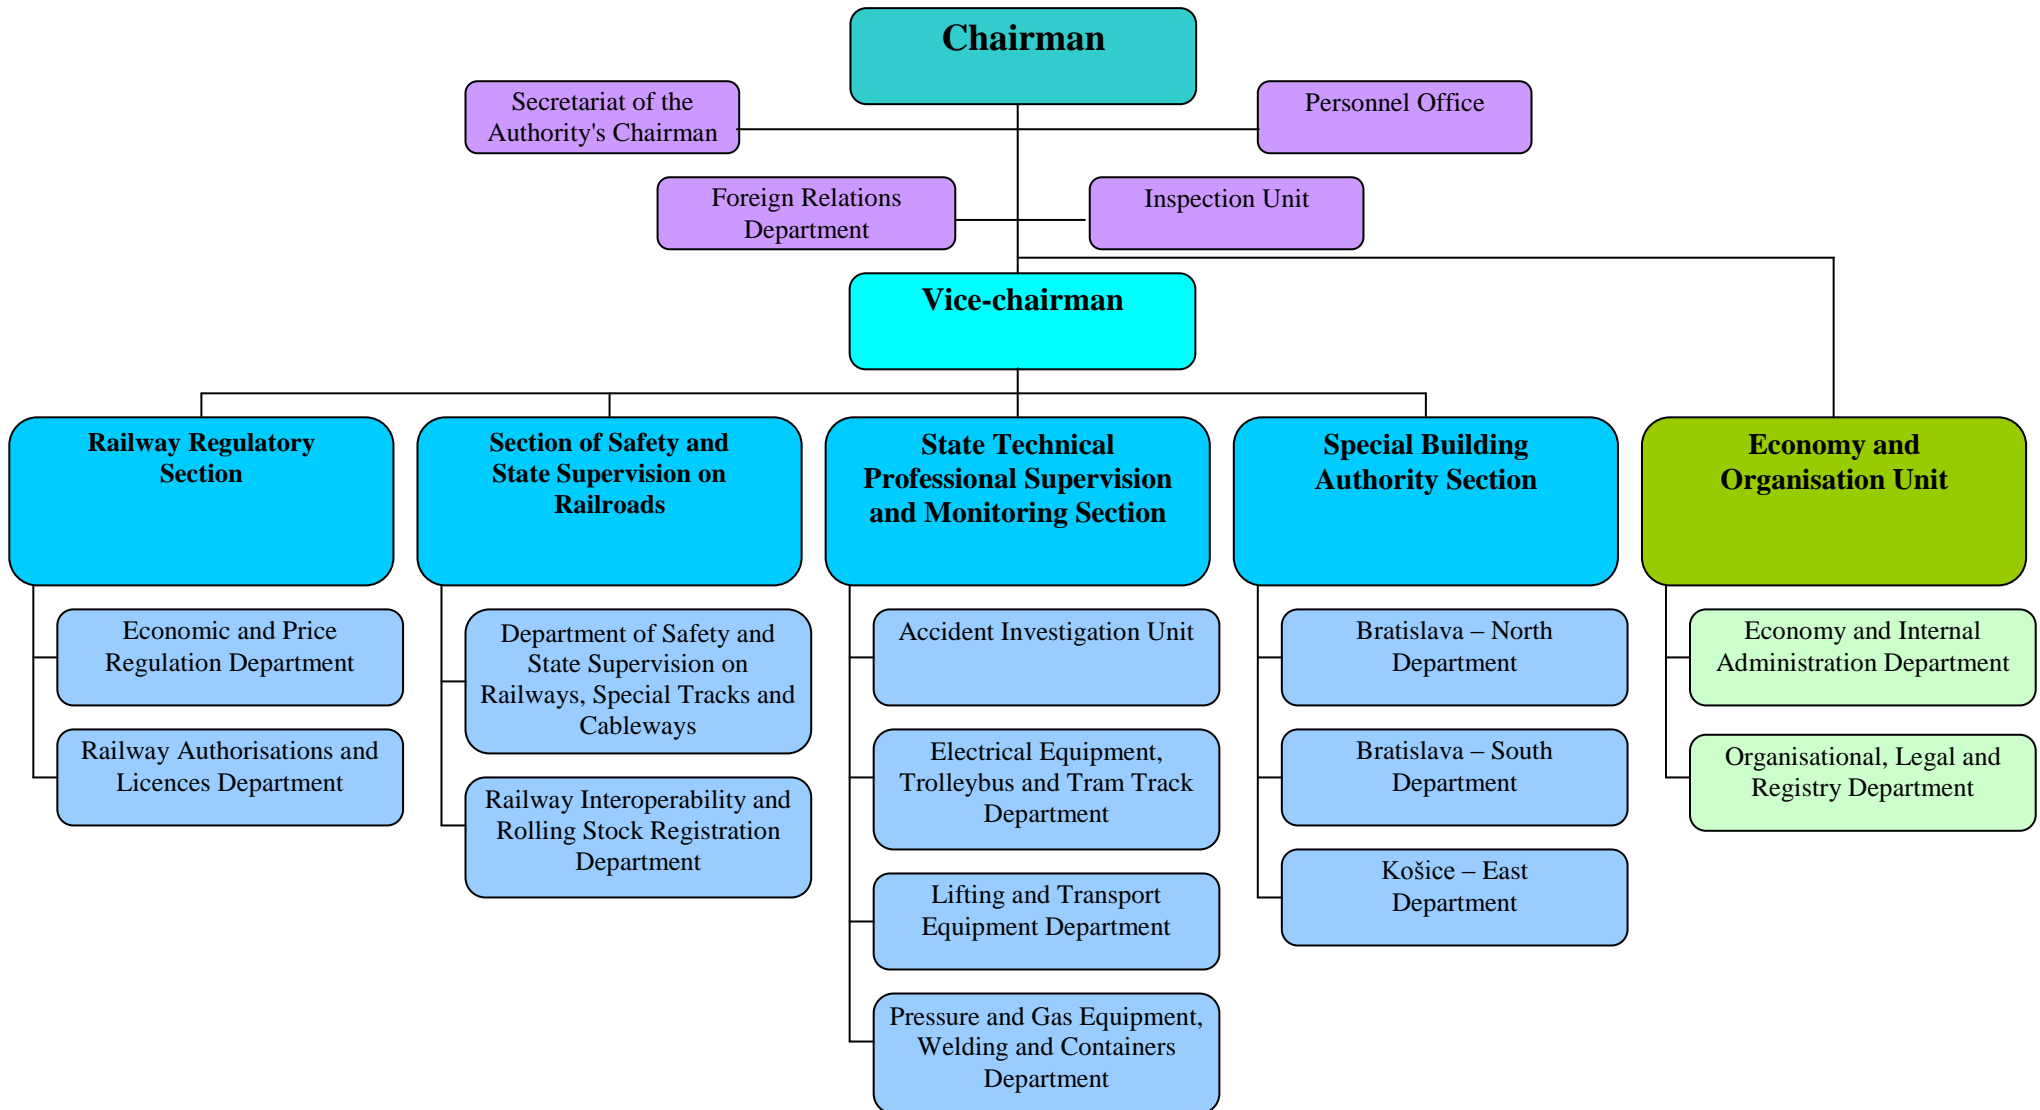 Chairman
Secretariat of the
Authority's Chairman
Personnel Office
Foreign Relations
Department
Inspection Unit
Vice-chairman
Railway Regulatory
Section
Section of Safety and
State Supervision on
Railroads
State Technical
Professional Supervision
and Monitoring Section
Special Building
Authority Section
Economy and
Organisation Unit
Economic and Price
Regulation Department
Railway Authorisations and
Licences Department
Department of Safety and
State Supervision on
Railways, Special Tracks and
Cableways
Railway Interoperability and
Rolling Stock Registration
Department
Accident Investigation Unit
Electrical Equipment,
Trolleybus and Tram Track
Department
Lifting and Transport
Equipment Department
Pressure and Gas Equipment,
Welding and Containers
Department
Bratislava – North
Department
Bratislava – South
Department
Košice – East
Department
Economy and Internal
Administration Department
Organisational, Legal and
Registry Department